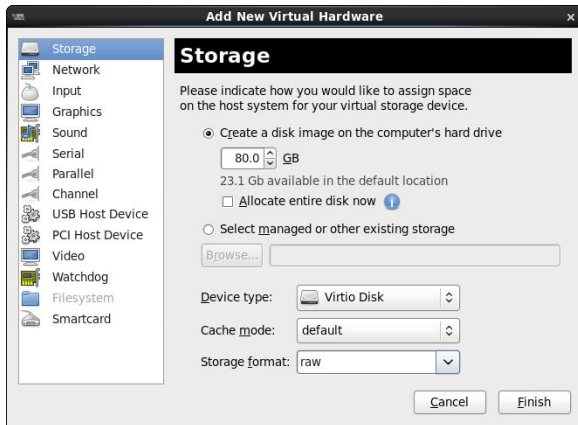 Add New Virtual Hardware
Storage
Network
Input
Graphics
Sound
Serial
Parallel
Channel
USB Host Device
PCI Host Device
Video
Watchdog
Filesystem
Smartcard
Storage
Please indicate how you would like to assign space
on the host system for your virtual storage device.
Create a disk image on the computer's hard drive
80.0 GB
23.1 Gb available in the default location
Allocate entire disk now
Select managed or other existing storage
Browse...
Device type: Virtio Disk
Cache mode: default
Storage format: raw
Cancel Finish